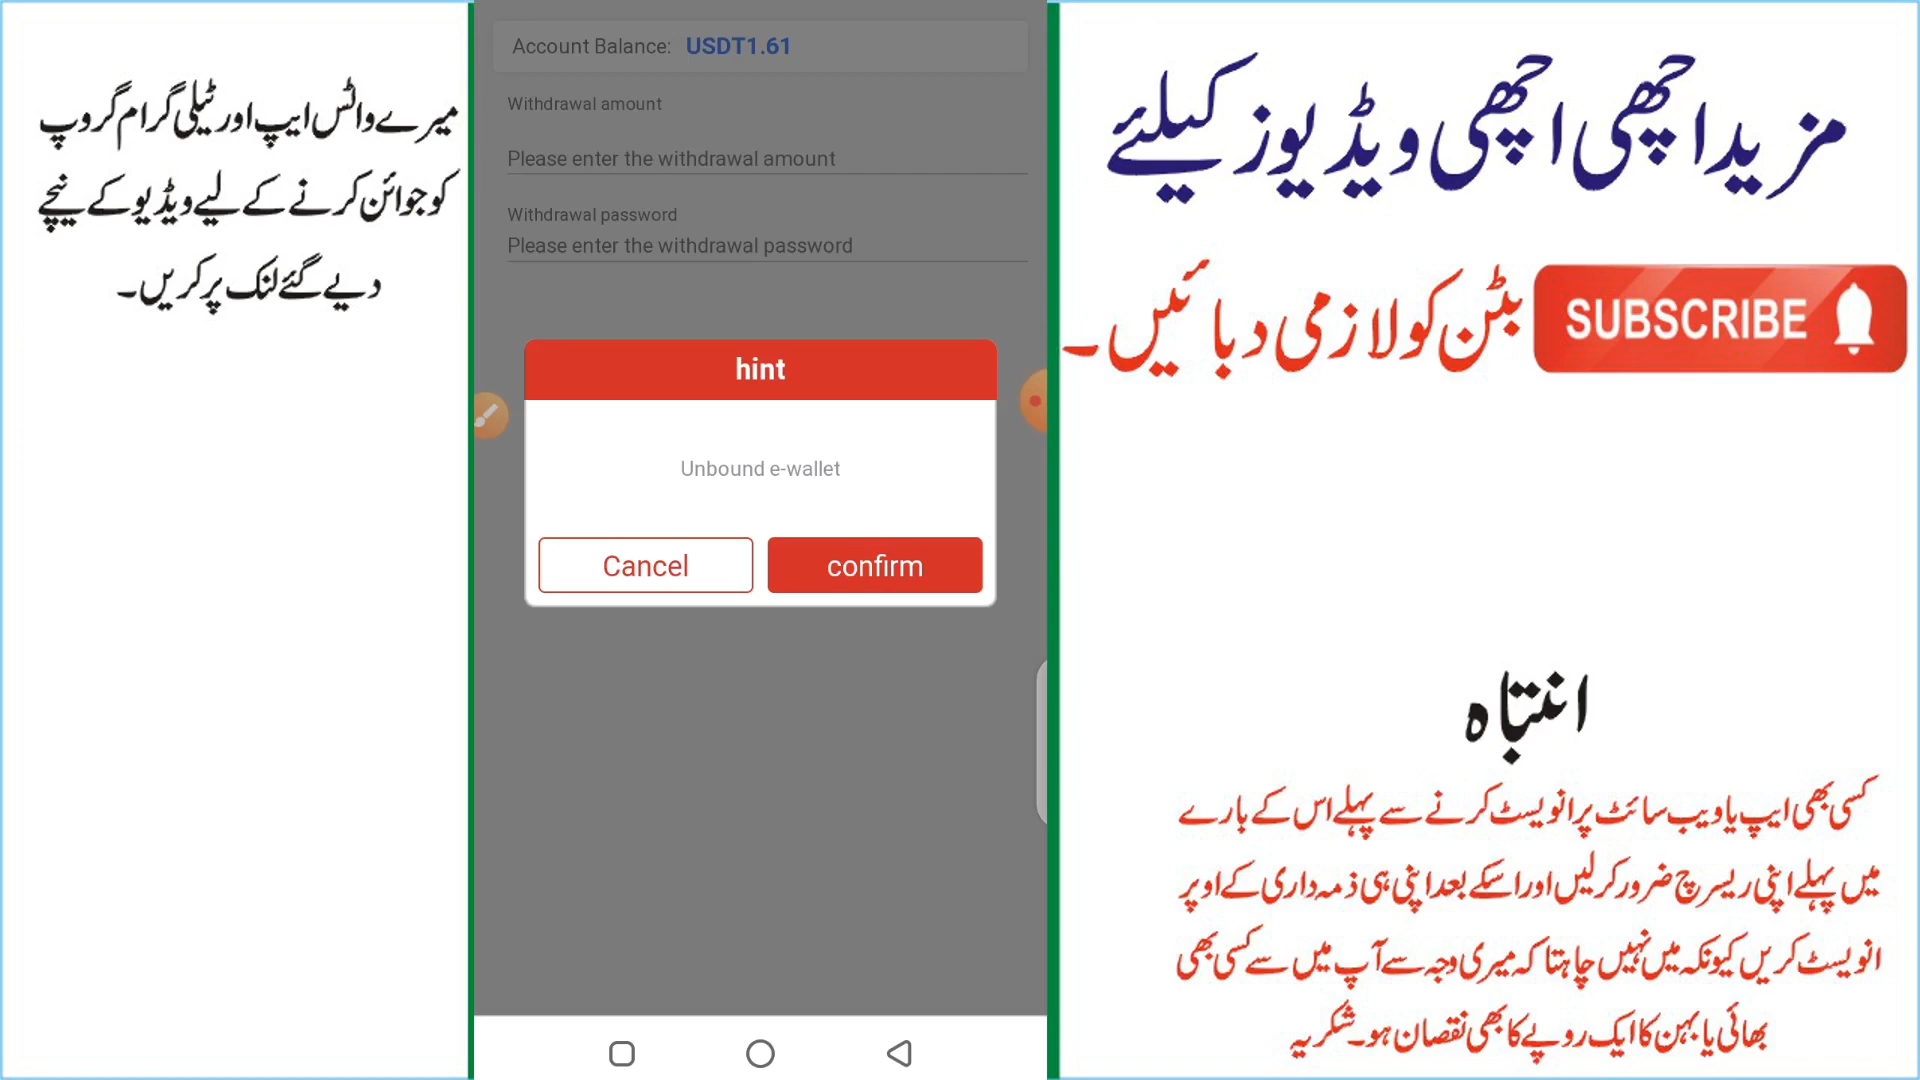 میرے واٹس ایپ اور ٹیلی گرام گروپ
کو جوائن کرنے کے لیے ویڈیو کے نیچے
دیے گئے لنک پر کریں۔
Account Balance: USDT1.61
Withdrawal amount
Please enter the withdrawal amount
Withdrawal password
Please enter the withdrawal password
hint
Unbound e-wallet
Cancel
confirm
مزید اچھی اچھی ویڈیوز کیلئے
SUBSCRIBE بٹن کو لازمی دبائیں۔
انتباہ
کسی بھی ایپ یا ویب سائٹ پر انویسٹ کرنے سے پہلے اس کے بارے
میں پہلے اپنی ریسرچ ضرور کر لیں اور اسکے بعد اپنی ہی ذمہ داری کے اوپر
انویسٹ کریں کیونکہ میں نہیں چاہتا کہ میری وجہ سے آپ میں سے کسی بھی
بھائی یا بہن کا ایک روپے کا بھی نقصان ہو۔ شکریہ